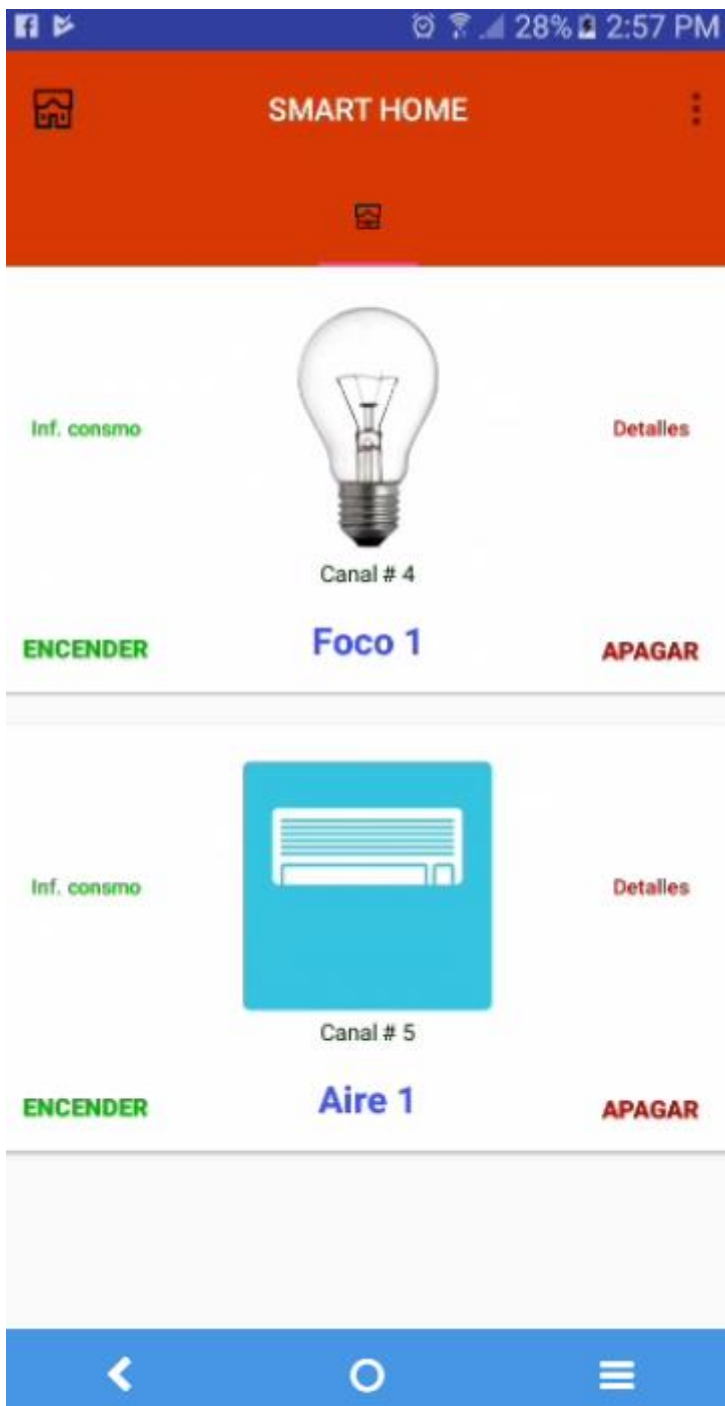 28% 2:57 PM
SMART HOME
Inf. consmo
Detalles
Canal # 4
ENCENDER
Foco 1
APAGAR
Inf. consmo
Detalles
Canal # 5
ENCENDER
Aire 1
APAGAR